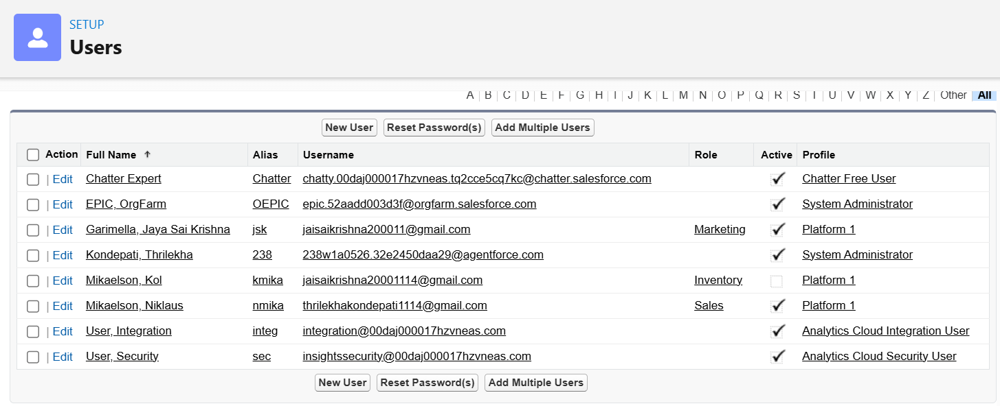 SETUP
Users
A | B | C | D | E | F | G | H | I | J | K | L | M | N | O | P | Q | R | S | T | U | V | W | X | Y | Z | Other | All
New User Reset Password(s) Add Multiple Users
Action Full Name ↑ Alias Username Role Active Profile
| Edit Chatter Expert Chatter chatty.00daj000017hzvneas.tq2cce5cq7kc@chatter.salesforce.com Chatter Free User
| Edit EPIC, OrgFarm OEPIC epic.52aadd003d3f@orgfarm.salesforce.com System Administrator
| Edit Garimella, Jaya Sai Krishna jsk jaisaikrishna200011@gmail.com Marketing Platform 1
| Edit Kondepati, Thrilekha 238 238w1a0526.32e2450daa29@agentforce.com System Administrator
| Edit Mikaelson, Kol kmika jaisaikrishna20001114@gmail.com Inventory Platform 1
| Edit Mikaelson, Niklaus nmika thrilekhakondepati1114@gmail.com Sales Platform 1
| Edit User, Integration integ integration@00daj000017hzvneas.com Analytics Cloud Integration User
| Edit User, Security sec insightssecurity@00daj000017hzvneas.com Analytics Cloud Security User
New User Reset Password(s) Add Multiple Users